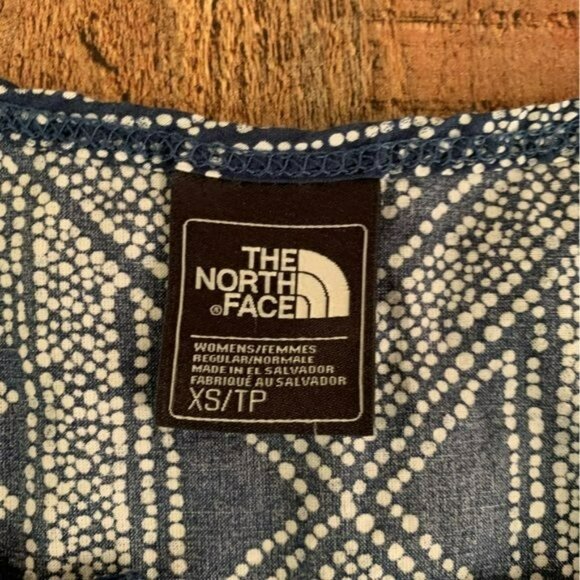 THE
NORTH
®FACE
WOMENS/FEMMES
REGULAR/NORMALE
MADE IN EL SALVADOR
FABRIQUÉ AU SALVADOR
XS/TP